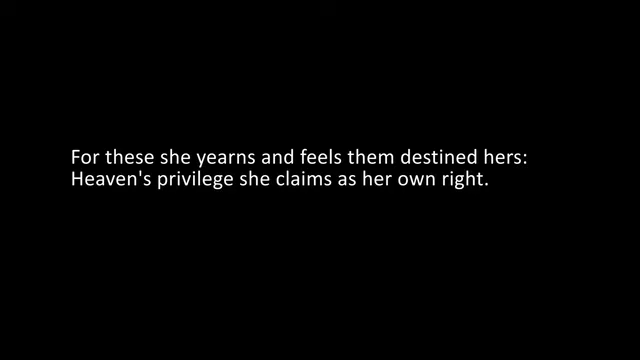 For these she yearns and feels them destined hers:
Heaven's privilege she claims as her own right.